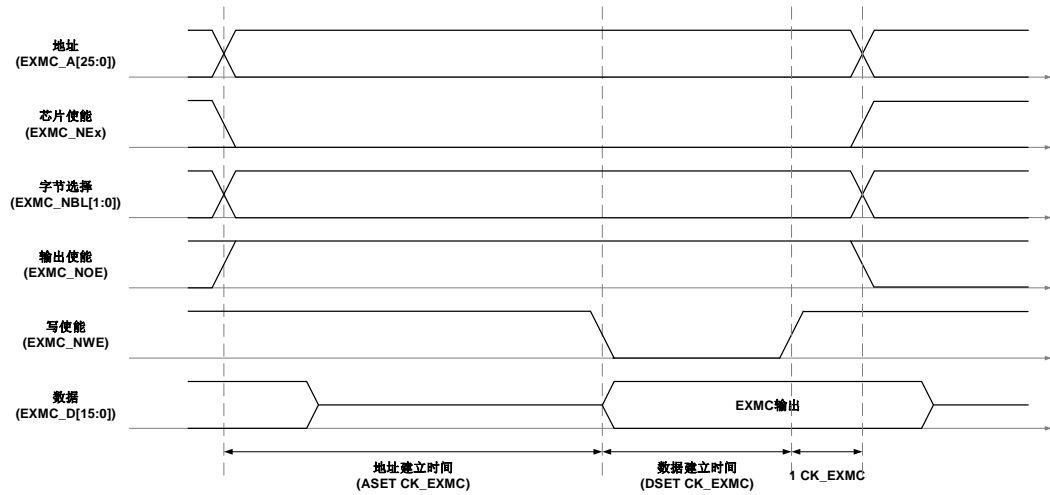 地址
(EXMC_A[25:0])
芯片使能
(EXMC_NEx)
字节选择
(EXMC_NBL[1:0])
输出使能
(EXMC_NOE)
写使能
(EXMC_NWE)
数据
(EXMC_D[15:0])
EXMC输出
地址建立时间
(ASET CK_EXMC)
数据建立时间
(DSET CK_EXMC)
1 CK_EXMC